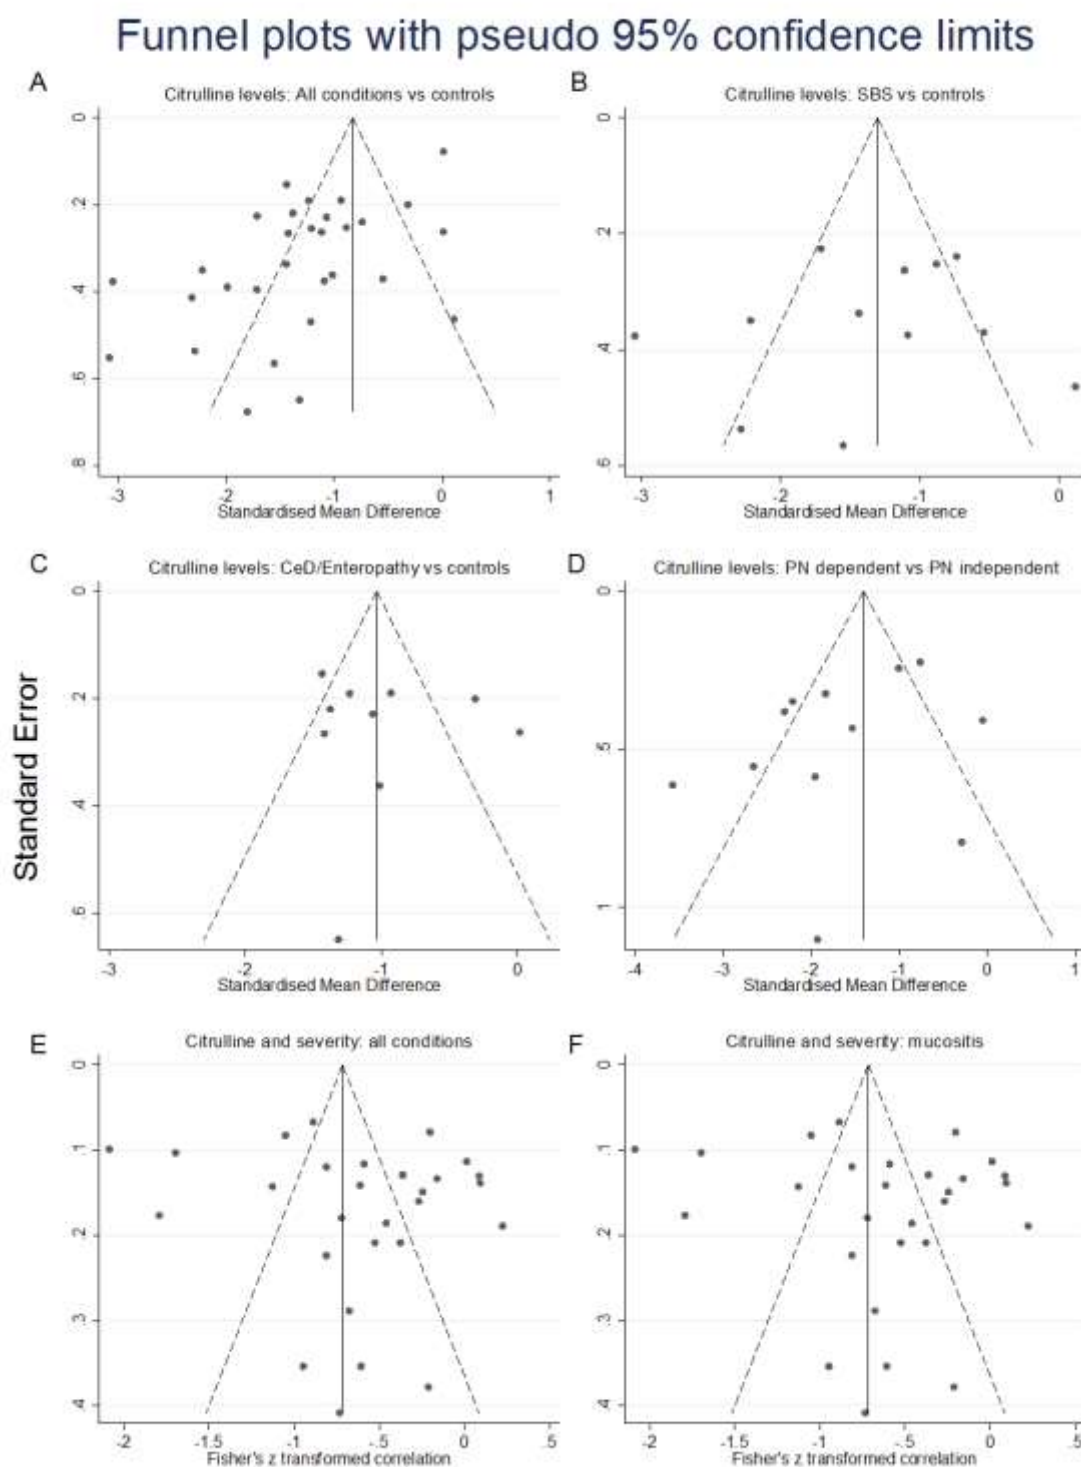 Funnel plots with pseudo 95% confidence limits
A
Citrulline levels: All conditions vs controls
0
.2
.4
.6
.8
-3 -2 -1 0 1
Standardised Mean Difference
B
Citrulline levels: SBS vs controls
0
.2
.4
.6
-3 -2 -1 0
Standardised Mean Difference
C
Citrulline levels: CeD/Enteropathy vs controls
0
.2
.4
.6
-3 -2 -1 0
Standardised Mean Difference
D
Citrulline levels: PN dependent vs PN independent
0
.5
1
-4 -3 -2 -1 0 1
Standardised Mean Difference
Standard Error
E
Citrulline and severity: all conditions
0
.1
.2
.3
.4
-2 -1.5 -1 -.5 0 .5
Fisher's z transformed correlation
F
Citrulline and severity: mucositis
0
.1
.2
.3
.4
-2 -1.5 -1 -.5 0 .5
Fisher's z transformed correlation